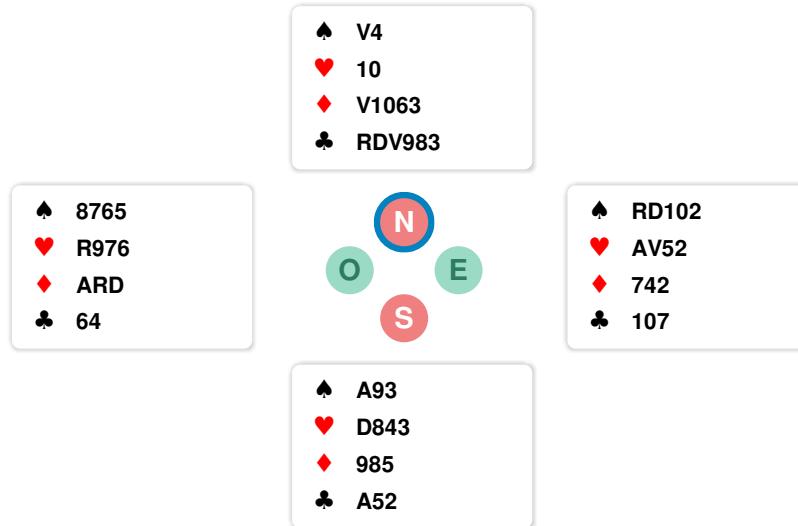 ♠ V4
♥ 10
♦ V1063
♣ RDV983
♠ 8765
♥ R976
♦ ARD
♣ 64
N
O E
S
♠ RD102
♥ AV52
♦ 742
♣ 107
♠ A93
♥ D843
♦ 985
♣ A52